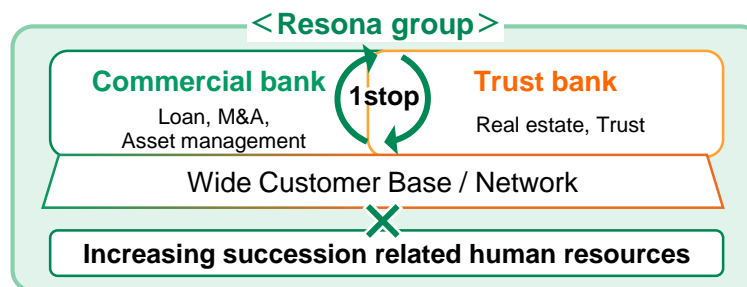 ＜Resona group＞
Commercial bank
Loan, M&A,
Asset management
1stop
Trust bank
Real estate, Trust
Wide Customer Base / Network
×
Increasing succession related human resources